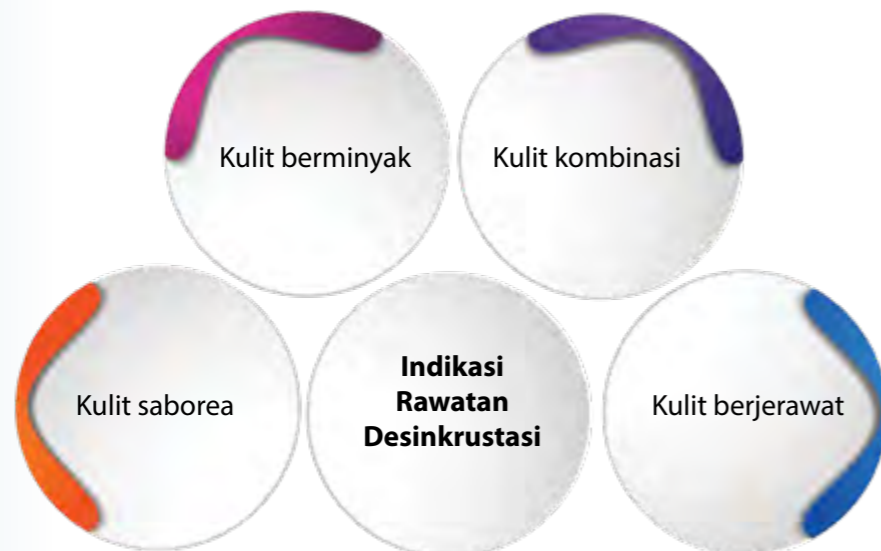 Kulit berminyak
Kulit kombinasi
Kulit saborea
Indikasi
Rawatan
Desinkrustasi
Kulit berjerawat